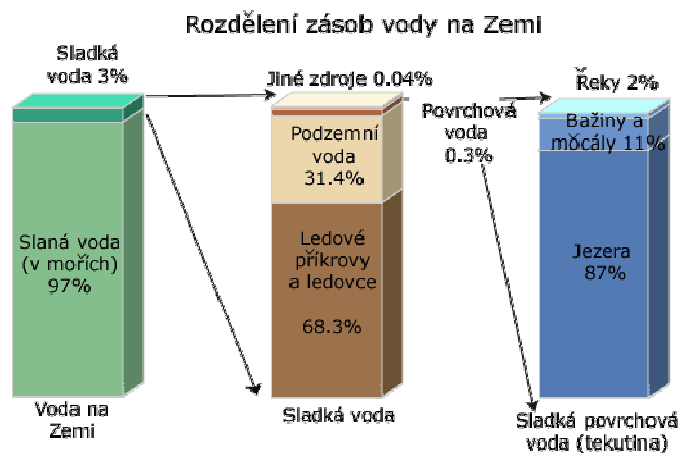 Rozdělení zásob vody na Zemi
Sladká
voda 3%
Slaná voda
(v mořích)
97%
Voda na
Zemi
Jiné zdroje 0.04%
Podzemní
voda
31.4%
Ledové
příkrovy
a ledovce
68.3%
Sladká voda
Povrchová
voda
0.3%
Řeky 2%
Bažiny a
močály 11%
Jezera
87%
Sladká povrchová
voda (tekutina)